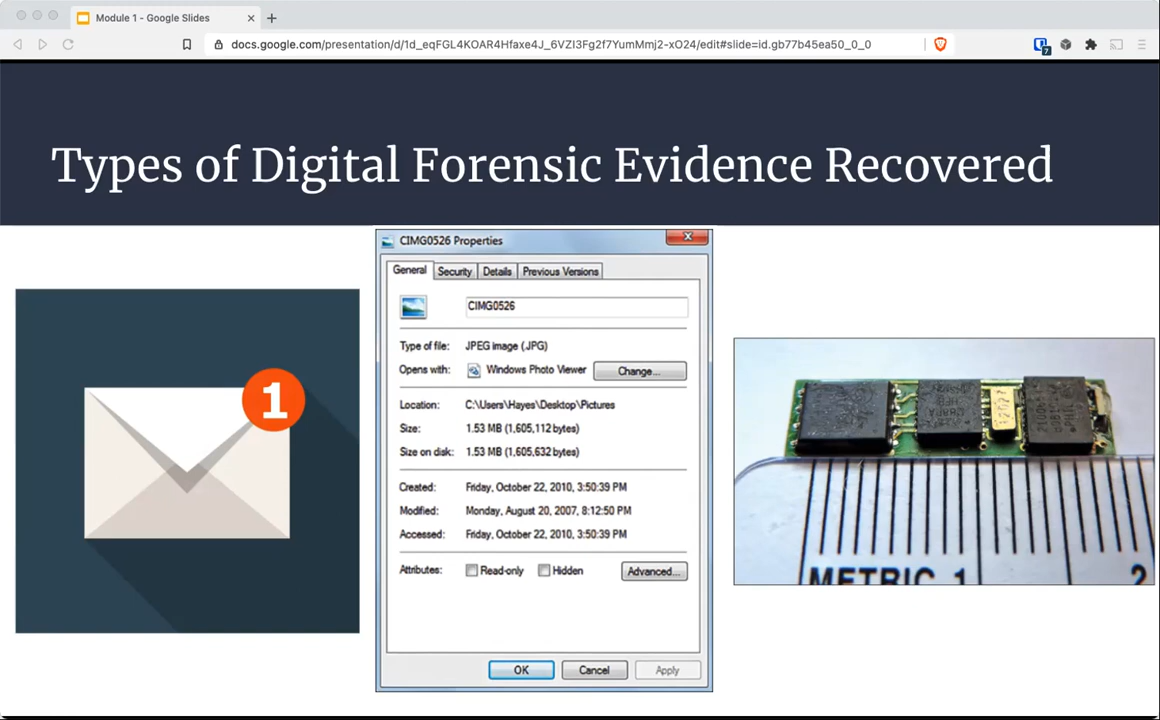 Module 1 - Google Slides
docs.google.com/presentation/d/1d_eqFGL4KOAR4Hfaxe4J_6VZI3Fg2f7YumMmj2-xO24/edit#slide=id.gb77b45ea50_0_0
7
Types of Digital Forensic Evidence Recovered
1
CIMG0526 Properties
General Security Details Previous Versions
CIMG0526
Type of file: JPEG image (.JPG)
Opens with: Windows Photo Viewer Change...
Location: C:\Users\Hayes\Desktop\Pictures
Size: 1.53 MB (1,605,112 bytes)
Size on disk: 1.53 MB (1,605,632 bytes)
Created: Friday, October 22, 2010, 3:50:39 PM
Modified: Monday, August 20, 2007, 8:12:50 PM
Accessed: Friday, October 22, 2010, 3:50:39 PM
Attributes: Read-only Hidden Advanced...
OK Cancel Apply
METRIC 1 2